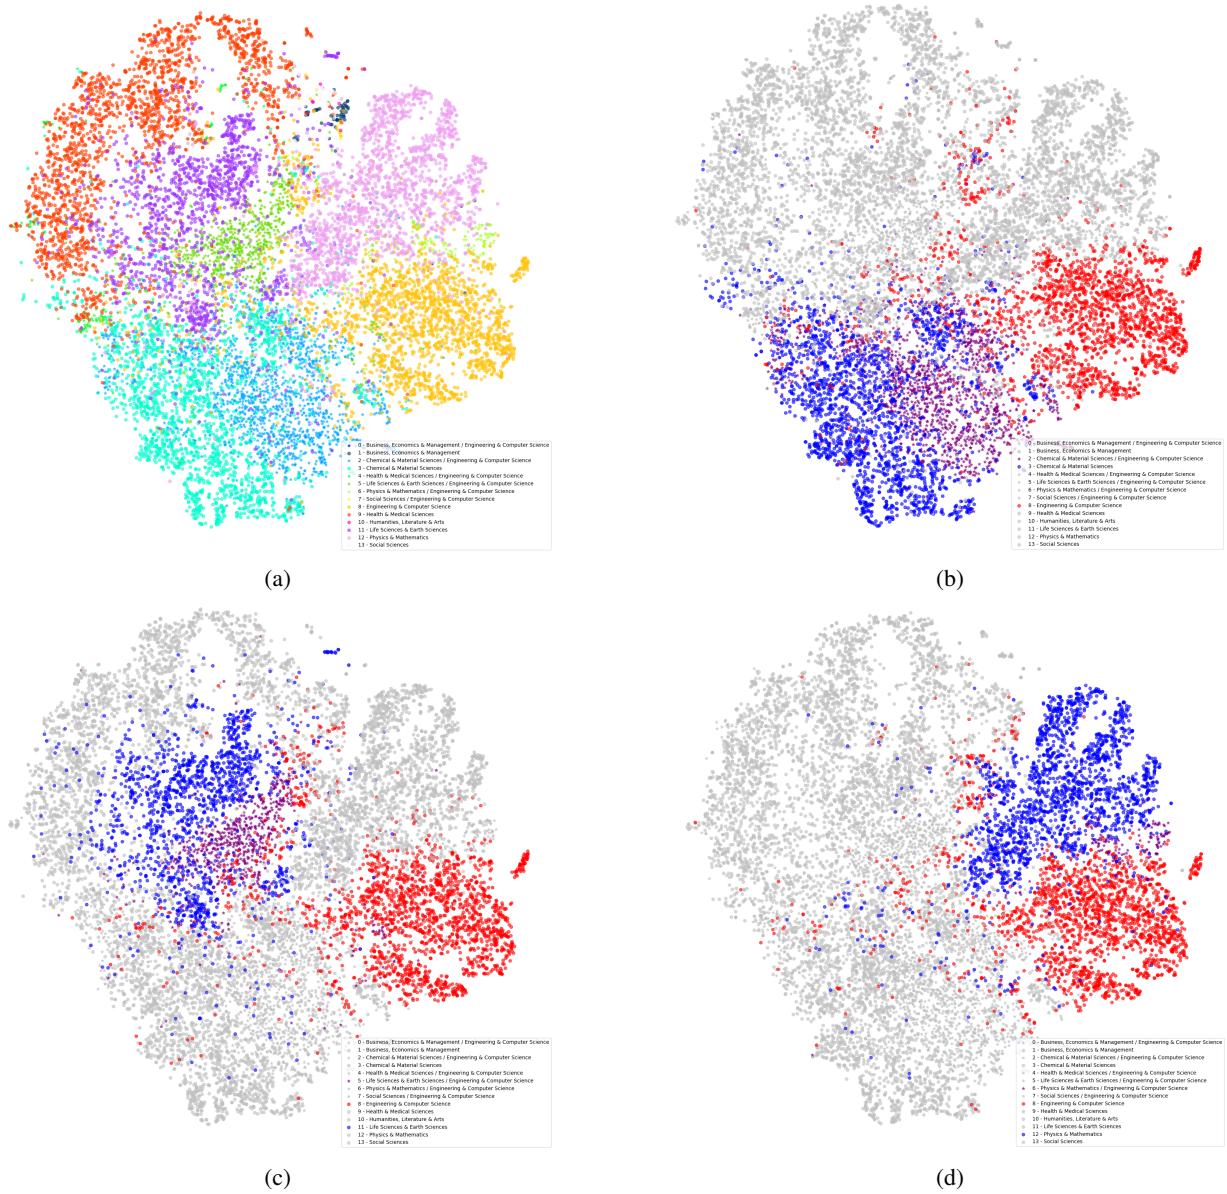 0 - Business, Economics & Management / Engineering & Computer Science
1 - Business, Economics & Management
2 - Chemical & Material Sciences / Engineering & Computer Science
3 - Chemical & Material Sciences
4 - Health & Medical Sciences / Engineering & Computer Science
5 - Life Sciences & Earth Sciences / Engineering & Computer Science
6 - Physics & Mathematics / Engineering & Computer Science
7 - Social Sciences / Engineering & Computer Science
8 - Engineering & Computer Science
9 - Health & Medical Sciences
10 - Humanities, Literature & Arts
11 - Life Sciences & Earth Sciences
12 - Physics & Mathematics
13 - Social Sciences
(a)
0 - Business, Economics & Management / Engineering & Computer Science
1 - Business, Economics & Management
2 - Chemical & Material Sciences / Engineering & Computer Science
3 - Chemical & Material Sciences
4 - Health & Medical Sciences / Engineering & Computer Science
5 - Life Sciences & Earth Sciences / Engineering & Computer Science
6 - Physics & Mathematics / Engineering & Computer Science
7 - Social Sciences / Engineering & Computer Science
8 - Engineering & Computer Science
9 - Health & Medical Sciences
10 - Humanities, Literature & Arts
11 - Life Sciences & Earth Sciences
12 - Physics & Mathematics
13 - Social Sciences
(b)
0 - Business, Economics & Management / Engineering & Computer Science
1 - Business, Economics & Management
2 - Chemical & Material Sciences / Engineering & Computer Science
3 - Chemical & Material Sciences
4 - Health & Medical Sciences / Engineering & Computer Science
5 - Life Sciences & Earth Sciences / Engineering & Computer Science
6 - Physics & Mathematics / Engineering & Computer Science
7 - Social Sciences / Engineering & Computer Science
8 - Engineering & Computer Science
9 - Health & Medical Sciences
10 - Humanities, Literature & Arts
11 - Life Sciences & Earth Sciences
12 - Physics & Mathematics
13 - Social Sciences
(c)
0 - Business, Economics & Management / Engineering & Computer Science
1 - Business, Economics & Management
2 - Chemical & Material Sciences / Engineering & Computer Science
3 - Chemical & Material Sciences
4 - Health & Medical Sciences / Engineering & Computer Science
5 - Life Sciences & Earth Sciences / Engineering & Computer Science
6 - Physics & Mathematics / Engineering & Computer Science
7 - Social Sciences / Engineering & Computer Science
8 - Engineering & Computer Science
9 - Health & Medical Sciences
10 - Humanities, Literature & Arts
11 - Life Sciences & Earth Sciences
12 - Physics & Mathematics
13 - Social Sciences
(d)